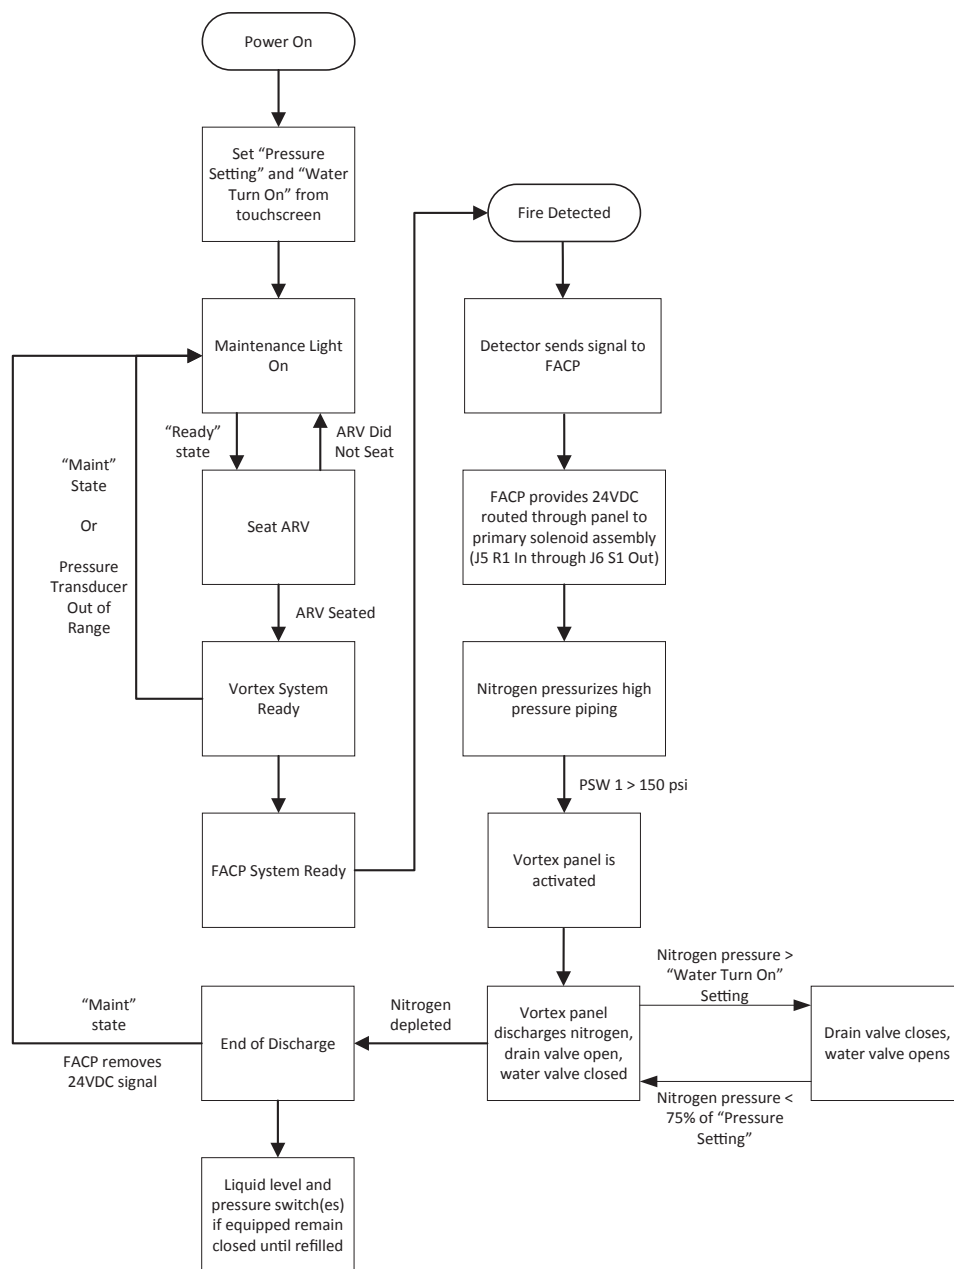 Power On
Set “Pressure
Setting” and “Water
Turn On” from
touchscreen
Maintenance Light
On
“Ready”
state
ARV Did
Not Seat
Seat ARV
ARV Seated
“Maint”
State
Or
Pressure
Transducer
Out of
Range
Vortex System
Ready
FACP System Ready
Fire Detected
Detector sends signal to
FACP
FACP provides 24VDC
routed through panel to
primary solenoid assembly
(J5 R1 In through J6 S1 Out)
Nitrogen pressurizes high
pressure piping
PSW 1 > 150 psi
Vortex panel is
activated
Vortex panel
discharges nitrogen,
drain valve open,
water valve closed
Nitrogen pressure >
“Water Turn On”
Setting
Drain valve closes,
water valve opens
Nitrogen pressure <
75% of “Pressure
Setting”
Nitrogen
depleted
End of Discharge
“Maint”
state
FACP removes
24VDC signal
Liquid level and
pressure switch(es)
if equipped remain
closed until refilled